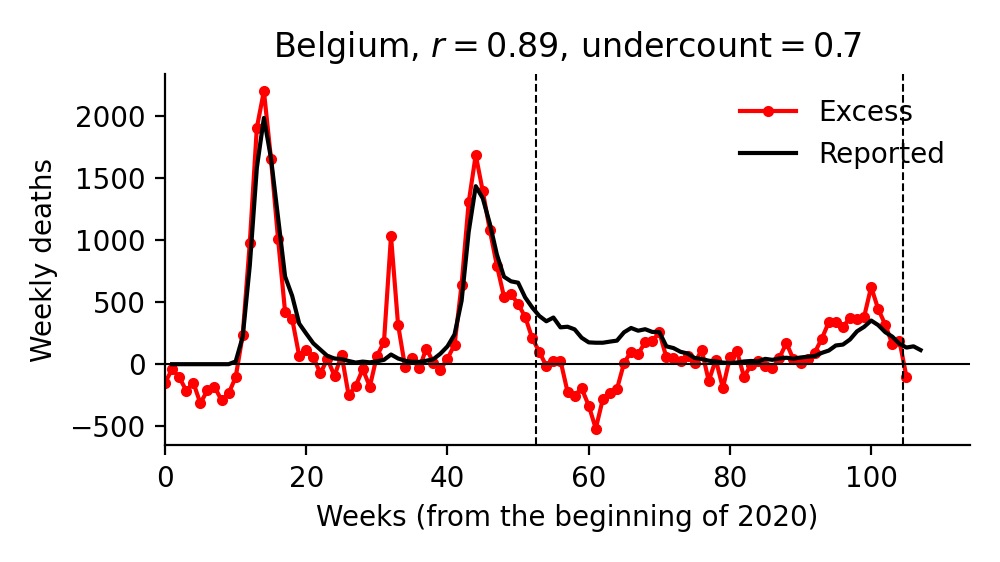 Belgium, r = 0.89, undercount = 0.7
Excess
Reported
Weekly deaths
2000
1500
1000
500
0
−500
0 20 40 60 80 100
Weeks (from the beginning of 2020)